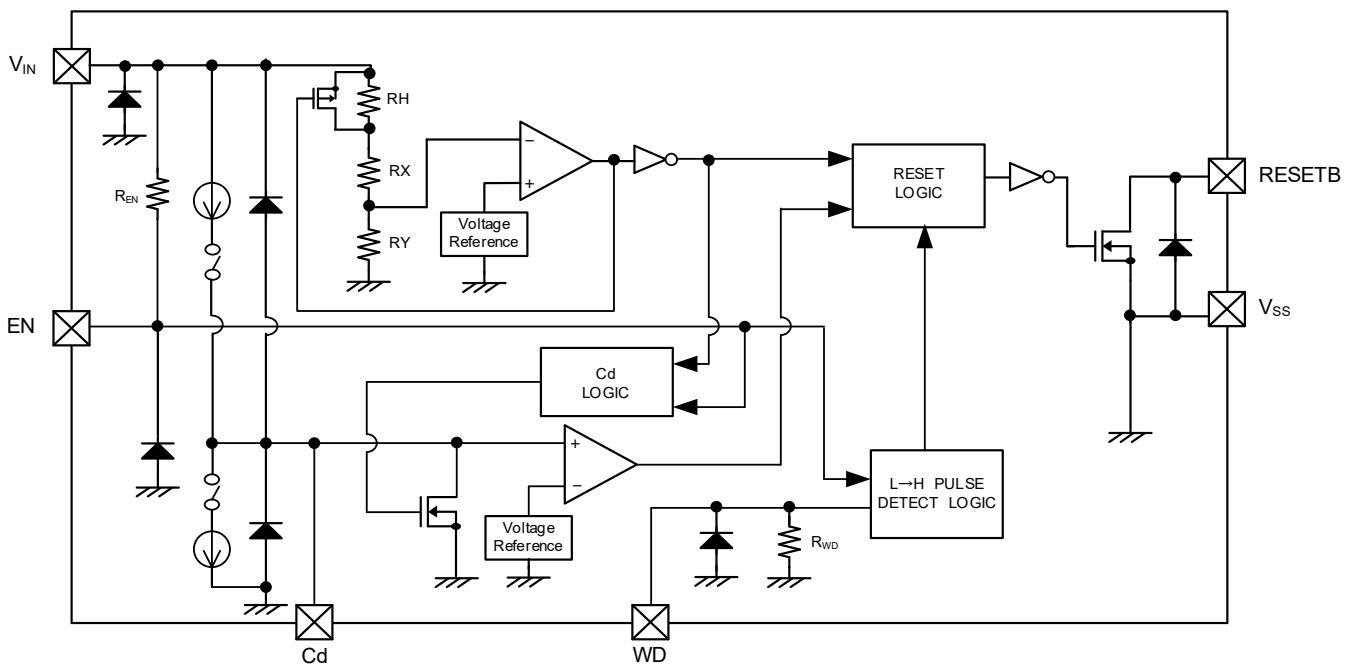 V_IN
RH
RX
RY
R_EN
−
+
Voltage
Reference
RESET
LOGIC
RESETB
V_SS
EN
Cd
LOGIC
+
−
Voltage
Reference
L→H PULSE
DETECT LOGIC
R_WD
Cd
WD